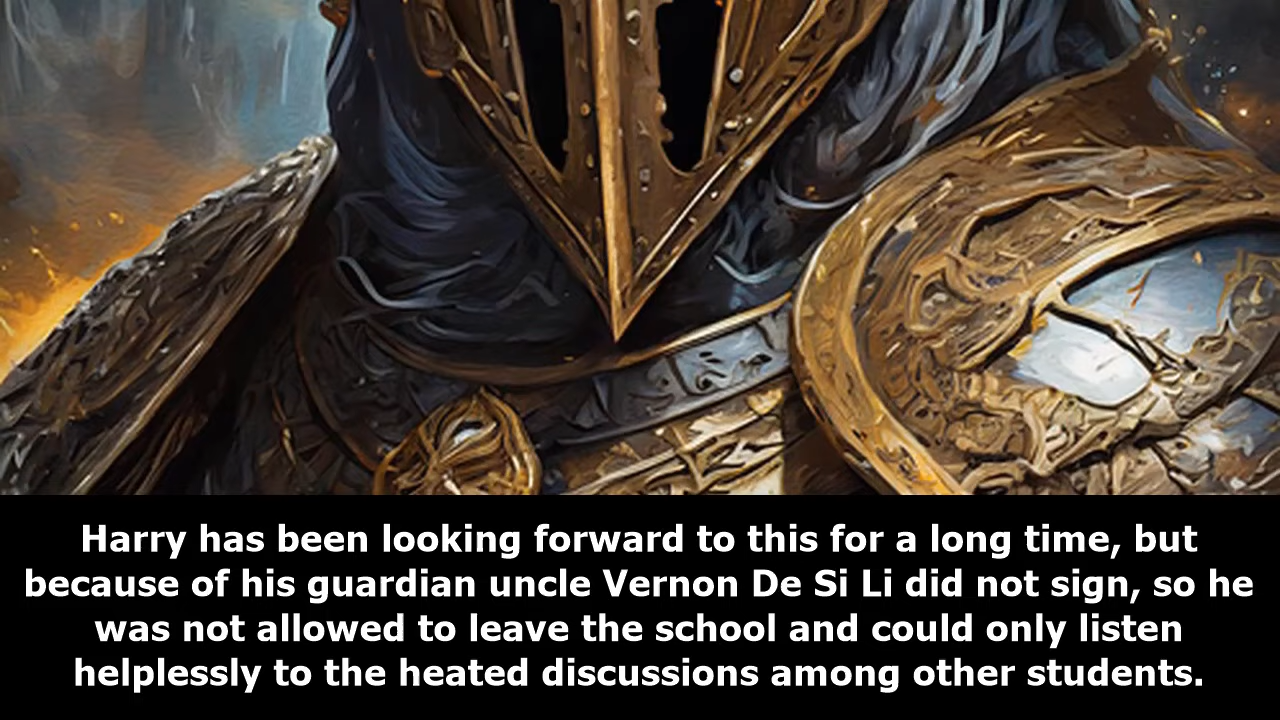 Harry has been looking forward to this for a long time, but
because of his guardian uncle Vernon De Si Li did not sign, so he
was not allowed to leave the school and could only listen
helplessly to the heated discussions among other students.